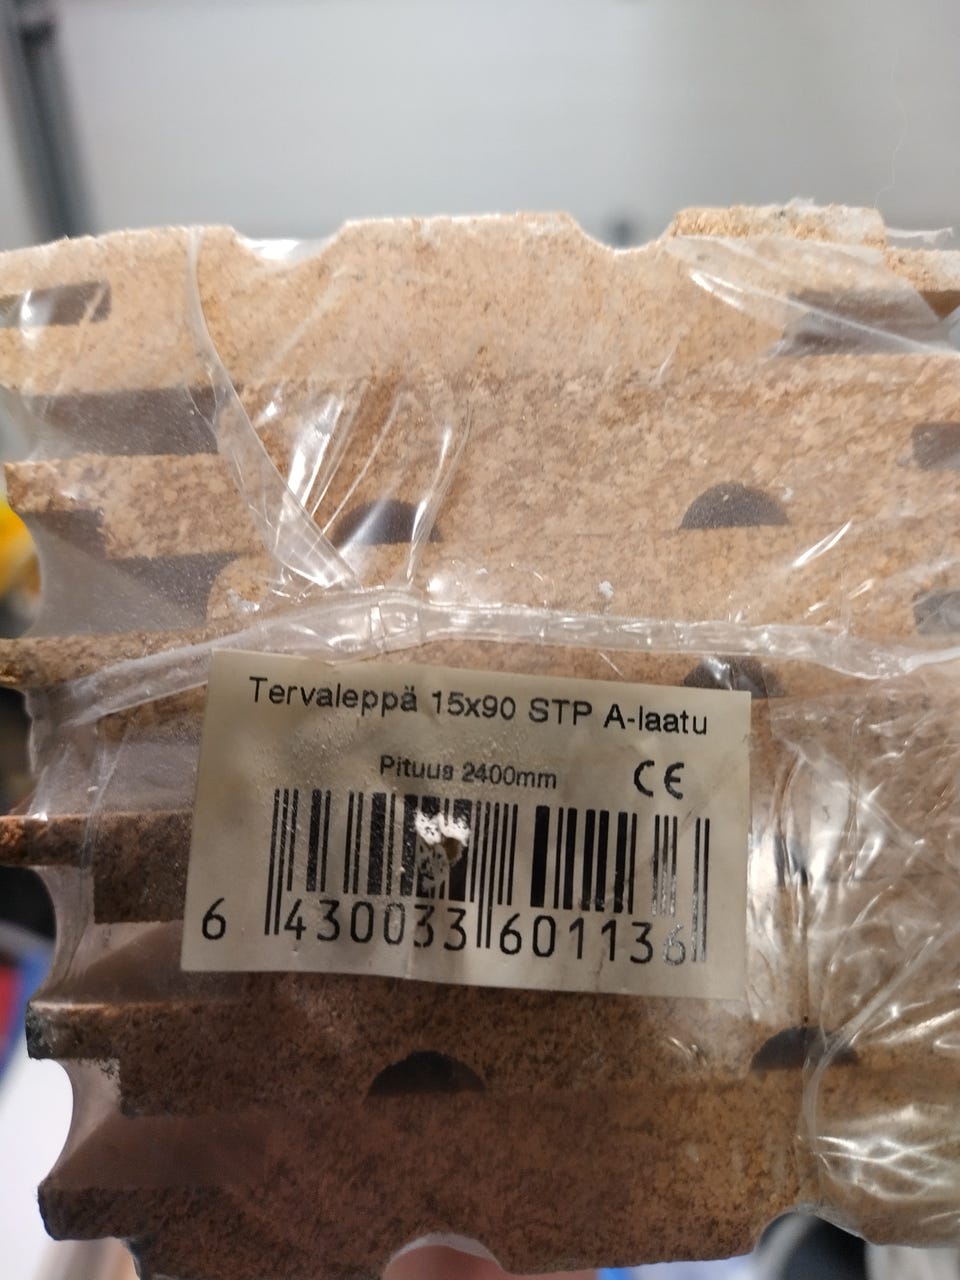 Tervaleppä 15x90 STP A-laatu
Pituus 2400mm CE
6 430033 601136